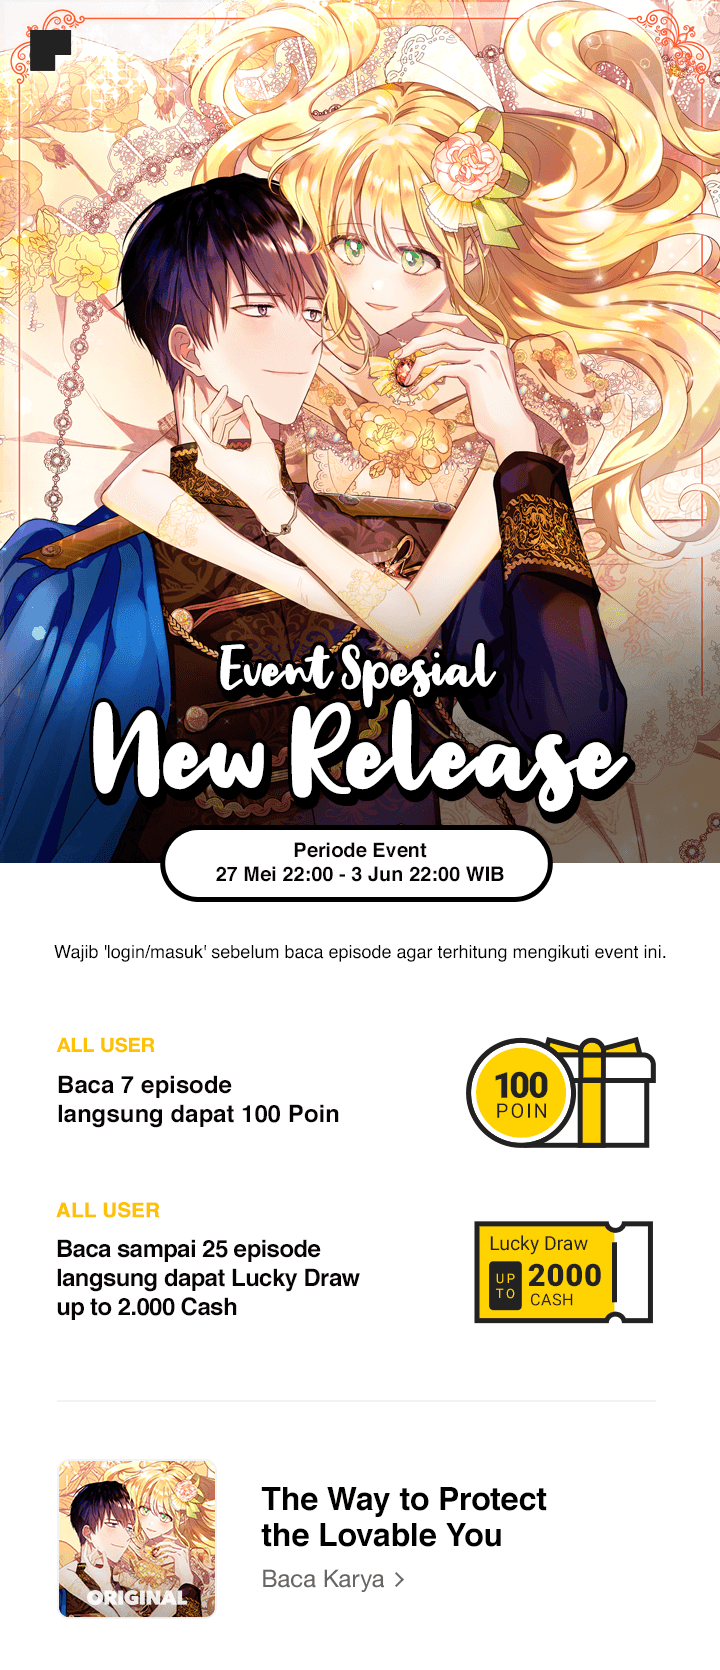 Event Spesial
New Release
Periode Event
27 Mei 22:00 - 3 Jun 22:00 WIB
Wajib 'login/masuk' sebelum baca episode agar terhitung mengikuti event ini.
ALL USER
Baca 7 episode
langsung dapat 100 Poin
100
POIN
ALL USER
Baca sampai 25 episode
langsung dapat Lucky Draw
up to 2.000 Cash
Lucky Draw
UP
TO
2000
CASH
ORIGINAL
The Way to Protect
the Lovable You
Baca Karya >